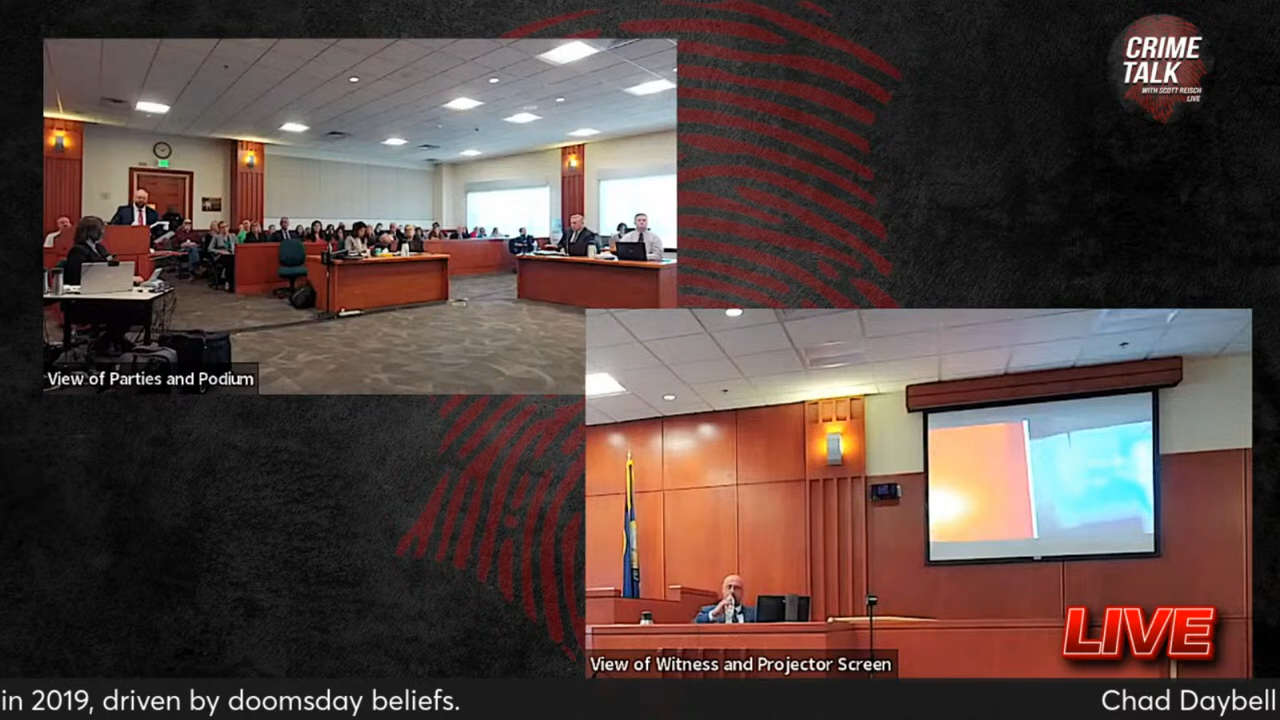 CRIME
TALK
WITH SCOTT REISCH
LIVE
View of Parties and Podium
View of Witness and Projector Screen
LIVE
in 2019, driven by doomsday beliefs.
Chad Daybell